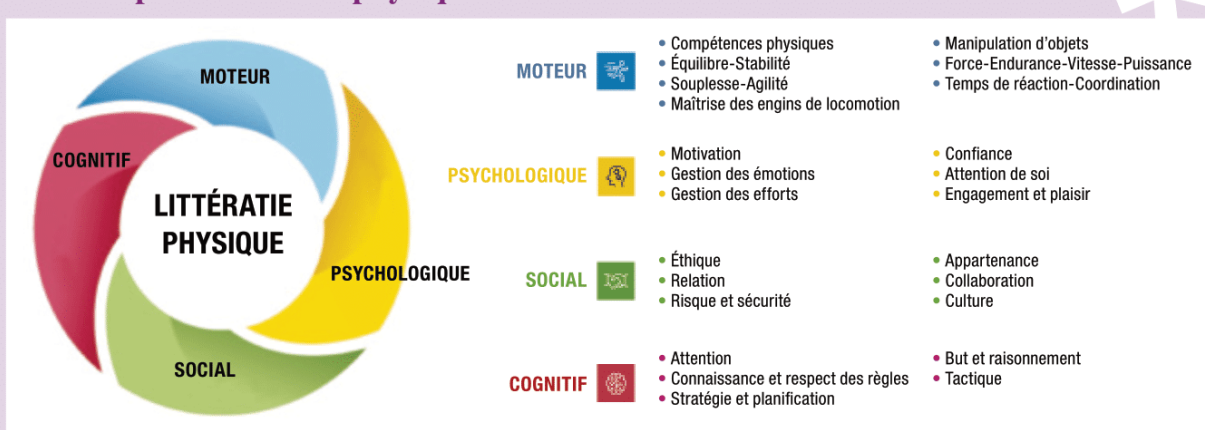 MOTEUR
COGNITIF
LITTÉRATIE
PHYSIQUE
PSYCHOLOGIQUE
SOCIAL
MOTEUR
• Compétences physiques
• Équilibre-Stabilité
• Souplesse-Agilité
• Maîtrise des engins de locomotion
• Manipulation d'objets
• Force-Endurance-Vitesse-Puissance
• Temps de réaction-Coordination
PSYCHOLOGIQUE
• Motivation
• Gestion des émotions
• Gestion des efforts
• Confiance
• Attention de soi
• Engagement et plaisir
SOCIAL
• Éthique
• Relation
• Risque et sécurité
• Appartenance
• Collaboration
• Culture
COGNITIF
• Attention
• Connaissance et respect des règles
• Stratégie et planification
• But et raisonnement
• Tactique